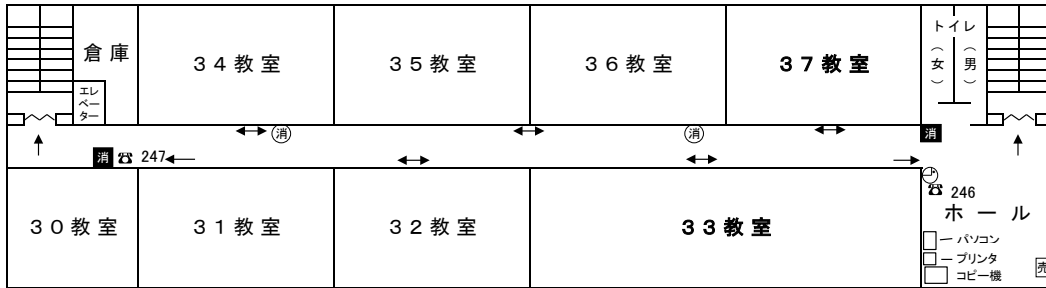 倉庫
エレ
ベー
ター
34教室
35教室
36教室
37教室
トイレ
（女）
（男）
消
消
消
消
☎ 247
30教室
31教室
32教室
33教室
☎ 246
ホール
パソコン
プリンタ
コピー機
売